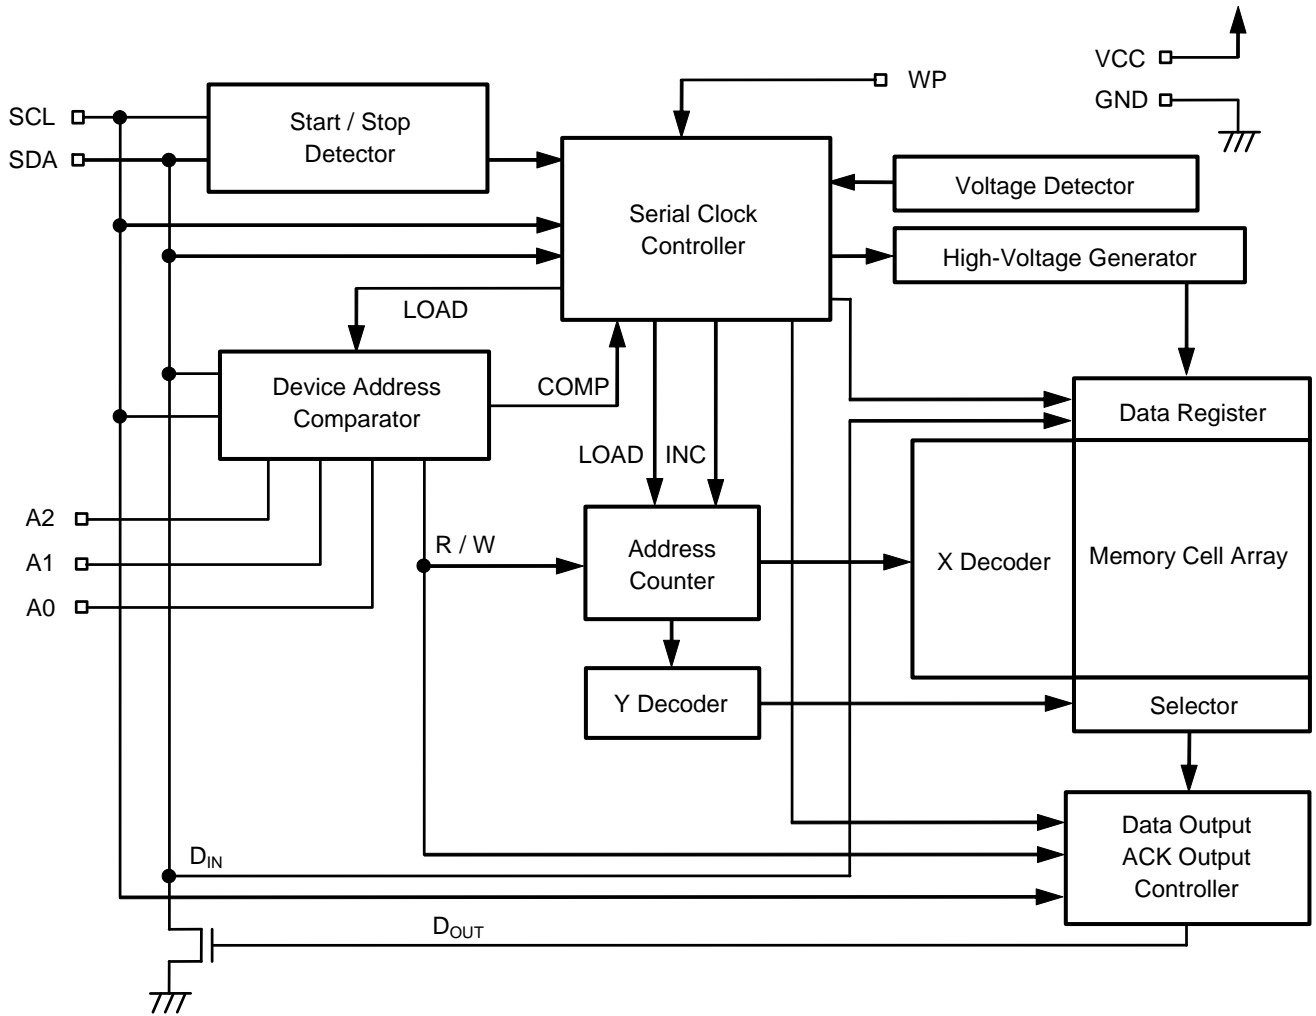 VCC
WP
GND
SCL
SDA
Start / Stop
Detector
Voltage Detector
Serial Clock
Controller
High-Voltage Generator
LOAD
Device Address
Comparator
COMP
Data Register
LOAD
INC
A2
A1
A0
R / W
Address
Counter
X Decoder
Memory Cell Array
Y Decoder
Selector
Data Output
ACK Output
Controller
DIN
DOUT